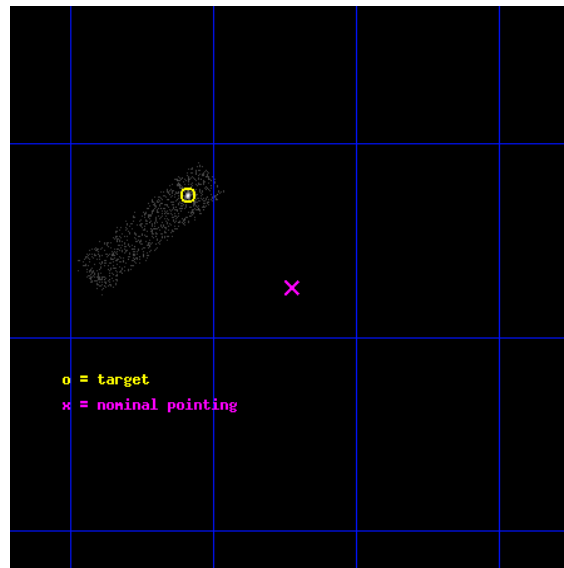 o = target
x = nominal pointing